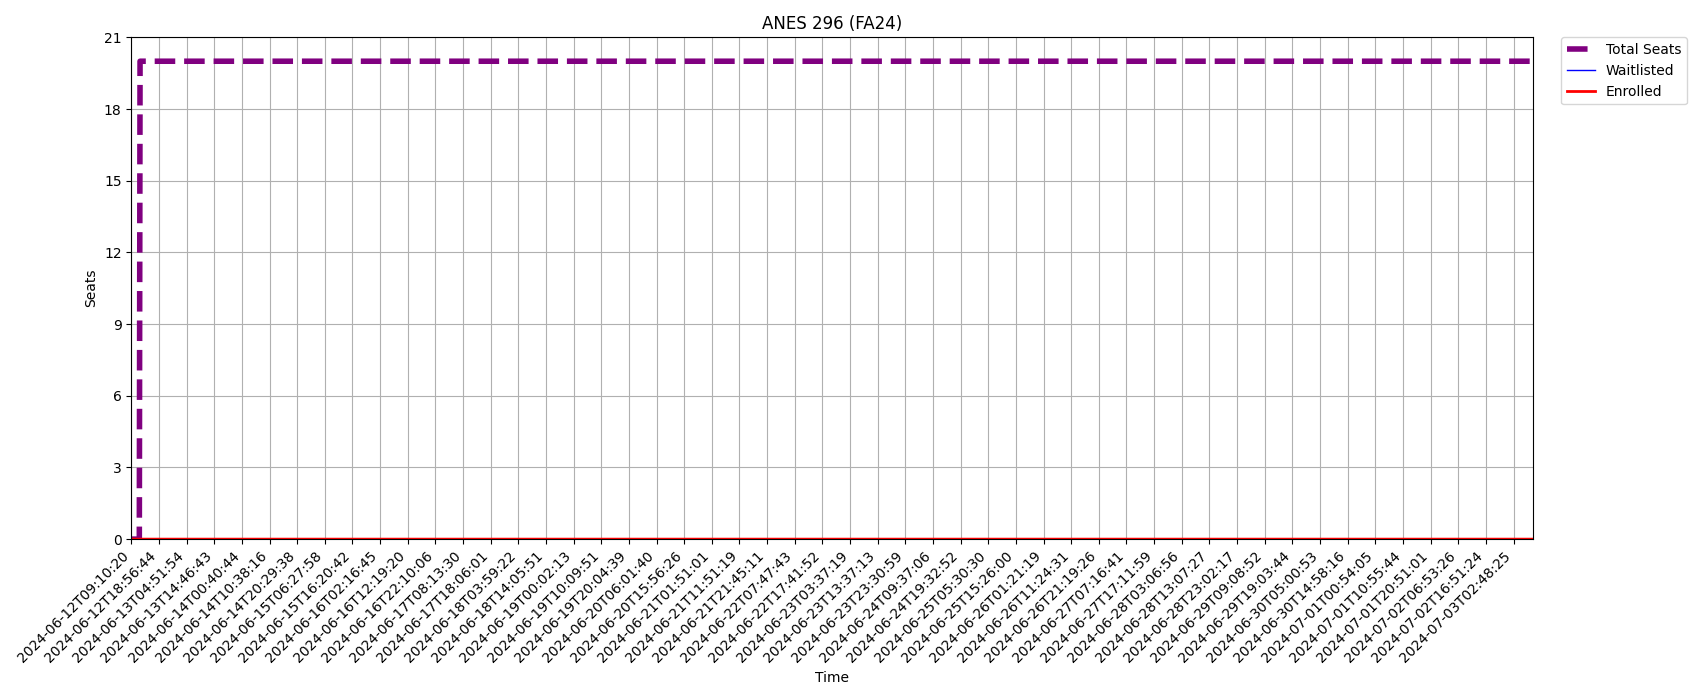 ANES 296 (FA24)
Total Seats
Waitlisted
Enrolled
Seats
21
18
15
12
9
6
3
0
2024-06-12T09:10:20
2024-06-12T18:56:44
2024-06-13T04:51:54
2024-06-13T14:46:43
2024-06-14T00:40:44
2024-06-14T10:38:16
2024-06-14T20:29:38
2024-06-15T06:27:58
2024-06-15T16:20:42
2024-06-16T02:16:45
2024-06-16T12:19:20
2024-06-16T22:10:06
2024-06-17T08:13:30
2024-06-17T18:06:01
2024-06-18T03:59:22
2024-06-18T14:05:51
2024-06-19T00:02:13
2024-06-19T10:09:51
2024-06-19T20:04:39
2024-06-20T06:01:40
2024-06-20T15:56:26
2024-06-21T01:51:01
2024-06-21T11:51:19
2024-06-21T21:45:11
2024-06-22T07:47:43
2024-06-22T17:41:52
2024-06-23T03:37:19
2024-06-23T13:37:13
2024-06-23T23:30:59
2024-06-24T09:37:06
2024-06-24T19:32:52
2024-06-25T05:30:30
2024-06-25T15:26:00
2024-06-26T01:21:19
2024-06-26T11:24:31
2024-06-26T21:19:26
2024-06-27T07:16:41
2024-06-27T17:11:59
2024-06-28T03:06:56
2024-06-28T13:07:27
2024-06-28T23:02:17
2024-06-29T09:08:52
2024-06-29T19:03:44
2024-06-30T05:00:53
2024-06-30T14:58:16
2024-07-01T00:54:05
2024-07-01T10:55:44
2024-07-01T20:51:01
2024-07-02T06:53:26
2024-07-02T16:51:24
2024-07-03T02:48:25
Time